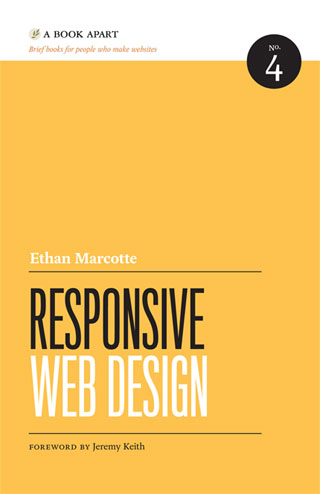 A BOOK APART
Brief books for people who make websites
No.
4
Ethan Marcotte
RESPONSIVE
WEB DESIGN
FOREWORD BY Jeremy Keith